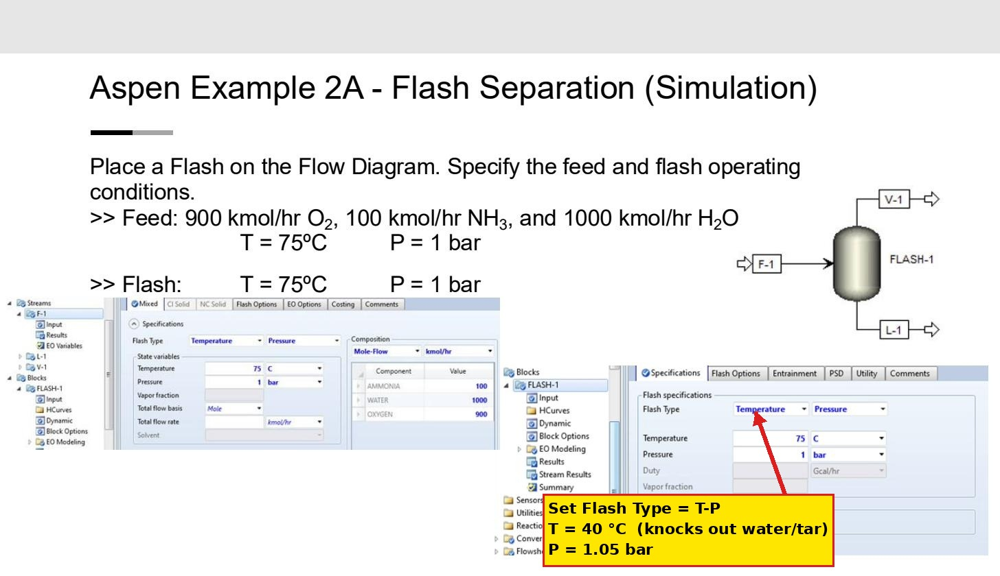 Aspen Example 2A - Flash Separation (Simulation)
Place a Flash on the Flow Diagram. Specify the feed and flash operating
conditions.
>> Feed: 900 kmol/hr O₂, 100 kmol/hr NH₃, and 1000 kmol/hr H₂O
T = 75ºC P = 1 bar
>> Flash: T = 75ºC P = 1 bar
V-1
F-1
FLASH-1
L-1
Streams
F-1
Input
Results
EO Variables
L-1
V-1
Blocks
FLASH-1
Input
HCurves
Dynamic
Block Options
EO Modeling
Mixed CI Solid NC Solid Flash Options EO Options Costing Comments
Specifications
Flash Type Temperature Pressure
State variables
Temperature 75 C
Pressure 1 bar
Vapor fraction
Total flow basis Mole
Total flow rate kmol/hr
Solvent
Composition
Mole-Flow kmol/hr
Component Value
AMMONIA 100
WATER 1000
OXYGEN 900
Blocks
FLASH-1
Input
HCurves
Dynamic
Block Options
EO Modeling
Results
Stream Results
Summary
Sensors
Utilities
Reactio
Conver
Flowsh
Specifications Flash Options Entrainment PSD Utility Comments
Flash specifications
Flash Type Temperature Pressure
Temperature 75 C
Pressure 1 bar
Duty Gcal/hr
Vapor fraction
Set Flash Type = T-P
T = 40 °C (knocks out water/tar)
P = 1.05 bar